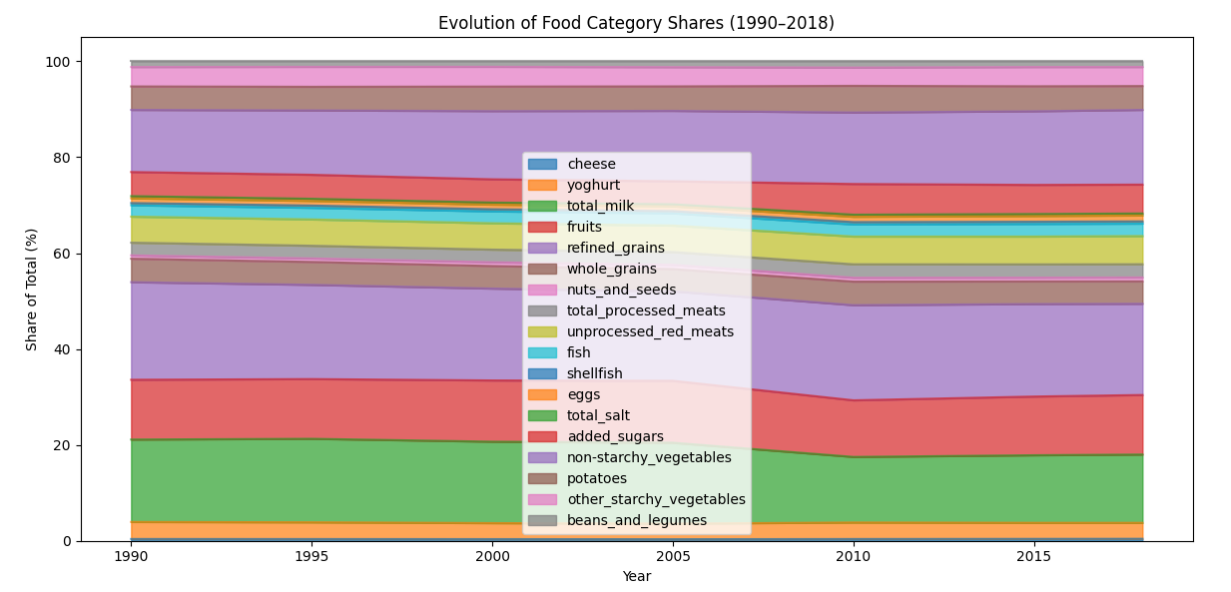 Evolution of Food Category Shares (1990–2018)
100
80
60
40
20
0
Share of Total (%)
cheese
yoghurt
total_milk
fruits
refined_grains
whole_grains
nuts_and_seeds
total_processed_meats
unprocessed_red_meats
fish
shellfish
eggs
total_salt
added_sugars
non-starchy_vegetables
potatoes
other_starchy_vegetables
beans_and_legumes
1990 1995 2000 2005 2010 2015
Year